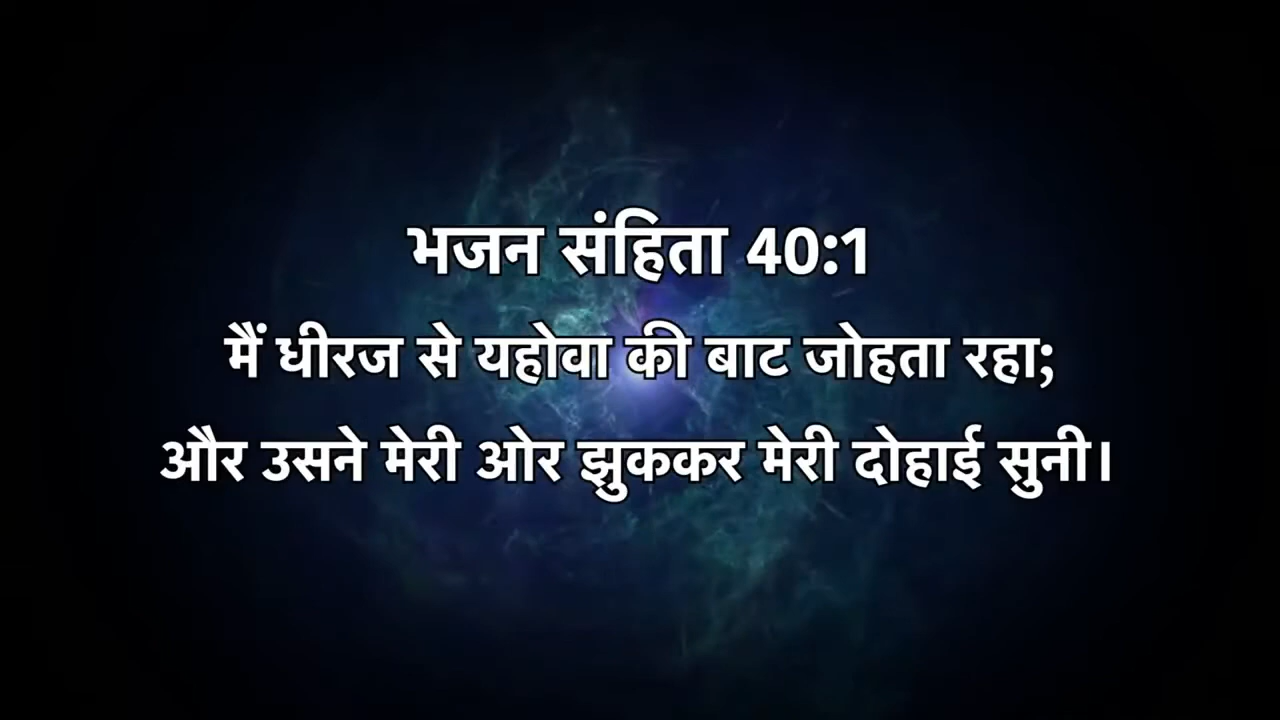 भजन संहिता 40:1
मैं धीरज से यहोवा की बाट जोहता रहा;
और उसने मेरी ओर झुककर मेरी दोहाई सुनी।